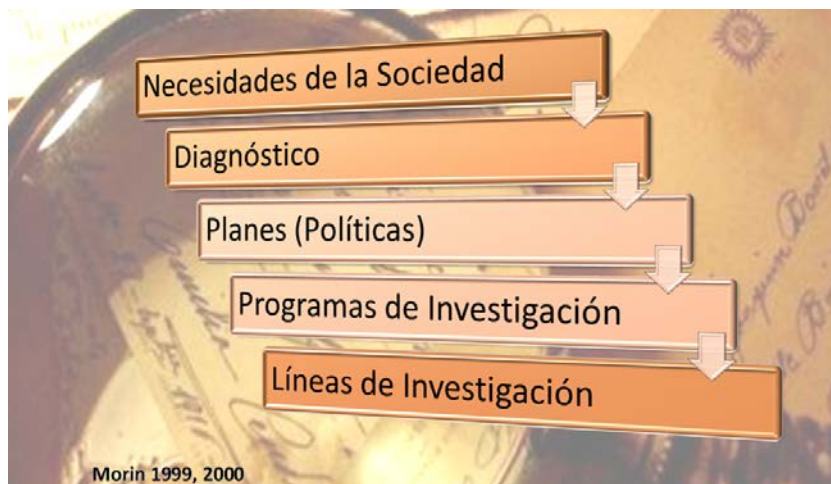 Necesidades de la Sociedad
Diagnóstico
Planes (Políticas)
Programas de Investigación
Líneas de Investigación
Morin 1999, 2000